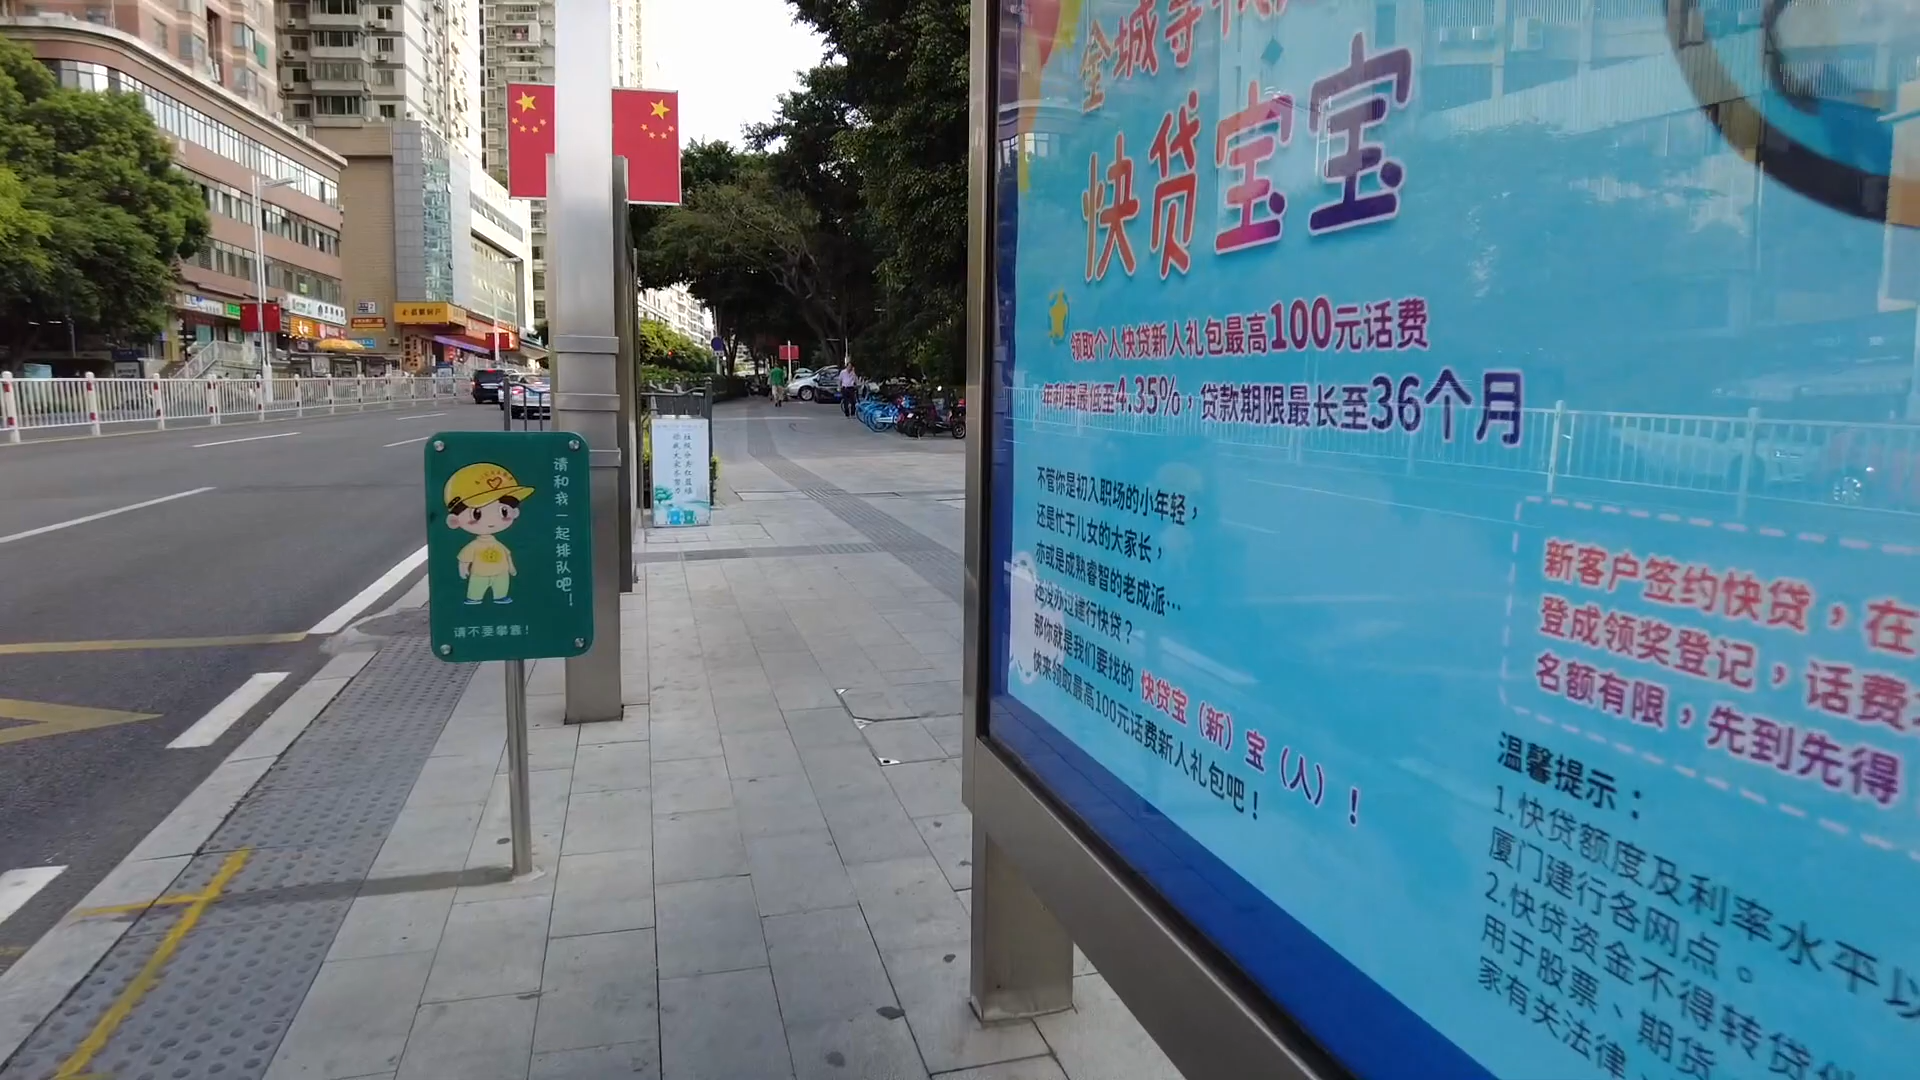 请和我一起排队吧！
请不要攀靠！
快贷宝宝
领取个人快贷新人礼包最高100元话费
年利率最低至4.35%，贷款期限最长至36个月
不管你是初入职场的小年轻，
还是忙于儿女的大家长，
亦或是成熟睿智的老成派…
还没办过建行快贷？
那你就是我们要找的 快贷宝（新）宝（人）！
快来领取最高100元话费新人礼包吧！
新客户签约快贷，在
登成领奖登记，话费
名额有限，先到先得
温馨提示：
1.快贷额度及利率水平以
厦门建行各网点。
2.快贷资金不得转贷
用于股票、期货
家有关法律